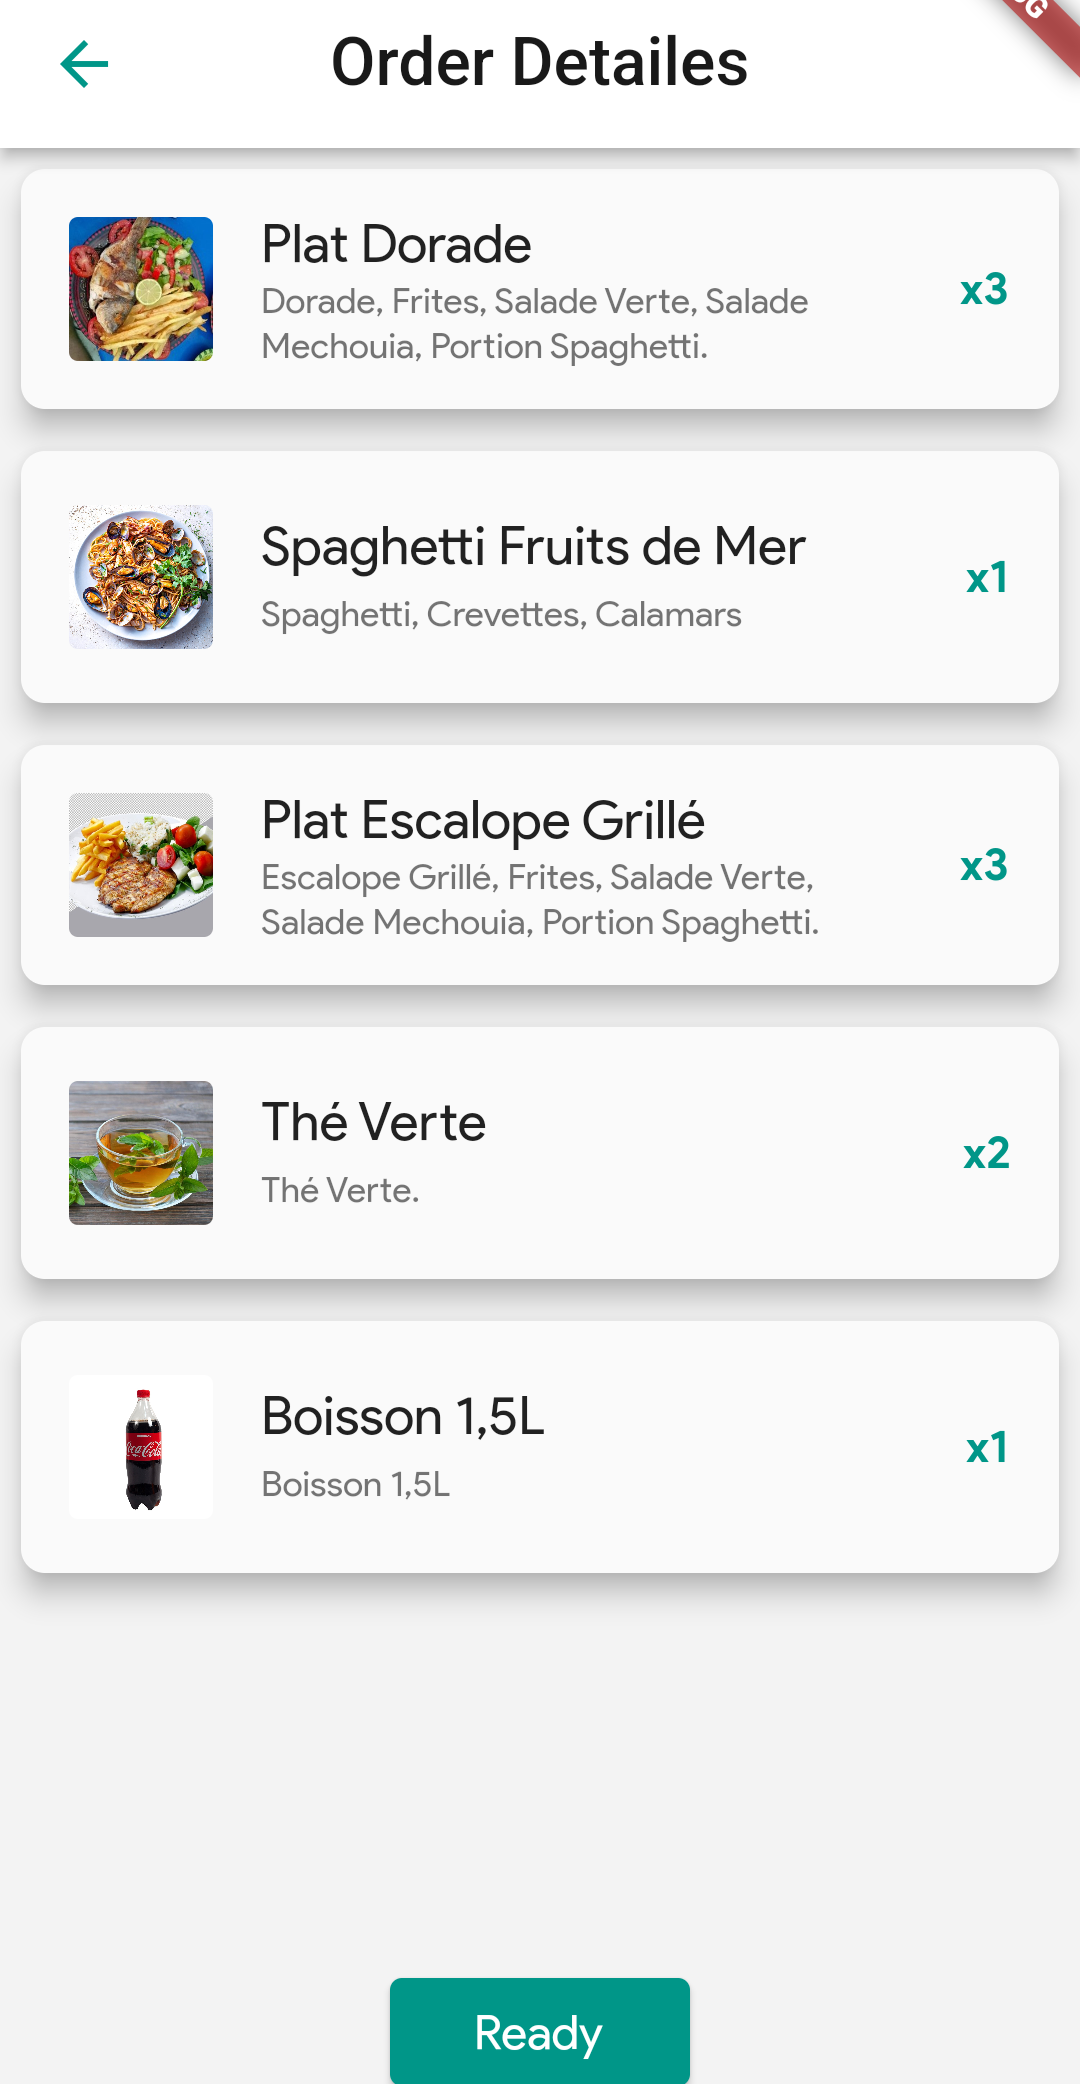 Order Detailes
Plat Dorade
Dorade, Frites, Salade Verte, Salade
Mechouia, Portion Spaghetti.
x3
Spaghetti Fruits de Mer
Spaghetti, Crevettes, Calamars
x1
Plat Escalope Grillé
Escalope Grillé, Frites, Salade Verte,
Salade Mechouia, Portion Spaghetti.
x3
Thé Verte
Thé Verte.
x2
Boisson 1,5L
Boisson 1,5L
Coca-Cola
x1
Ready